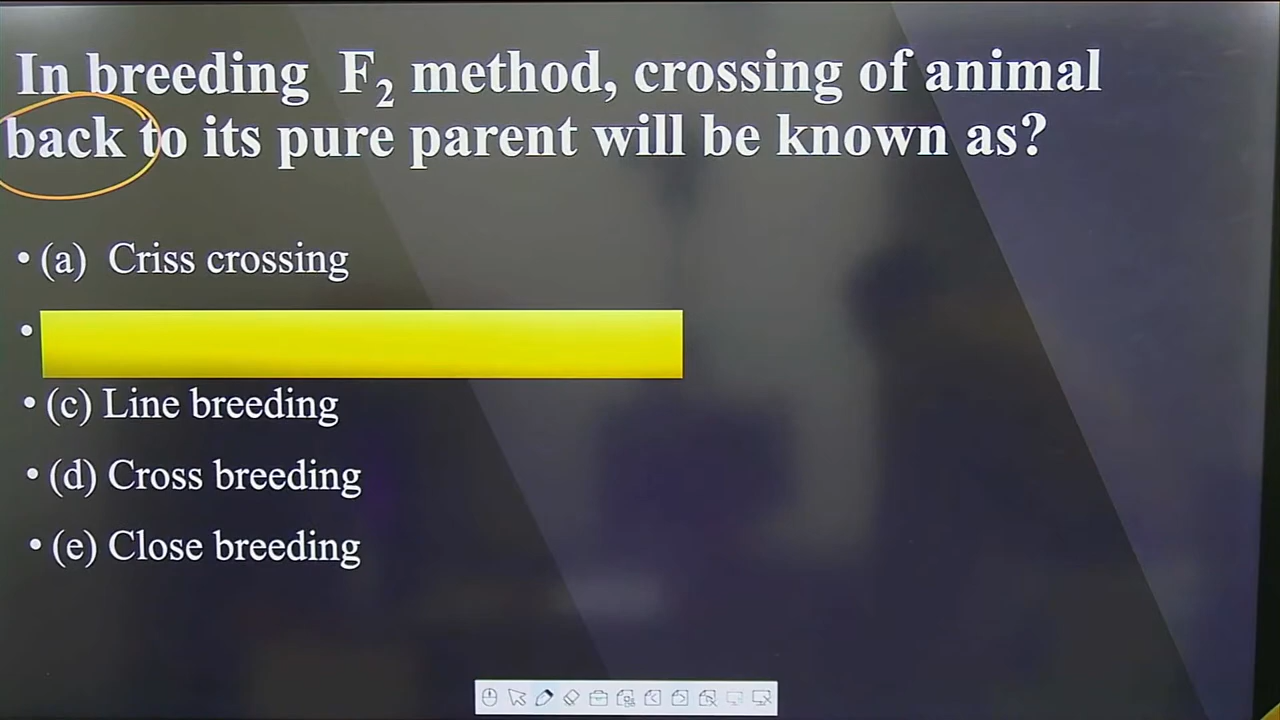 In breeding F₂ method, crossing of animal
back to its pure parent will be known as?
• (a) Criss crossing
•
• (c) Line breeding
• (d) Cross breeding
• (e) Close breeding